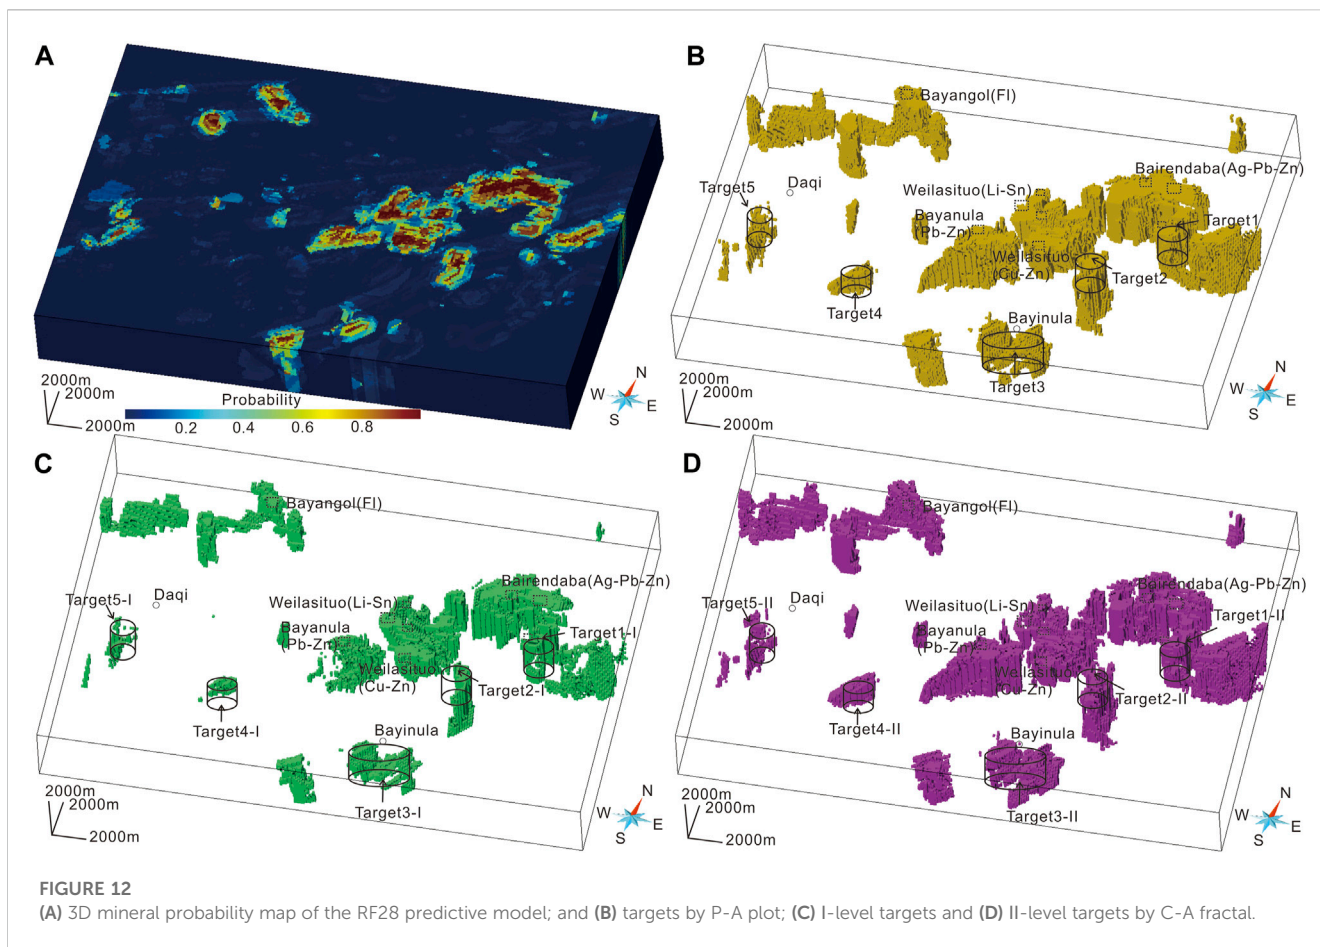 A
2000m
2000m
2000m
Probability
0.2 0.4 0.6 0.8
N
W
E
S
B
Bayangol(Fl)
Bairendaba(Ag-Pb-Zn)
Target5
Daqi
Weilasituo(Li-Sn)
Bayanula
(Pb-Zn)
Target1
Weilasituo
(Cu-Zn)
Target2
Target4
Bayinula
Target3
2000m
2000m
2000m
N
W
E
S
C
Bayangol(Fl)
Bairendaba(Ag-Pb-Zn)
Target5-I
Daqi
Weilasituo(Li-Sn)
Bayanula
(Pb-Zn)
Target1-I
Weilasituo
(Cu-Zn)
Target2-I
Target4-I
Bayinula
Target3-I
2000m
2000m
2000m
N
W
E
S
D
Bayangol(Fl)
Bairendaba(Ag-Pb-Zn)
Target5-II
Daqi
Weilasituo(Li-Sn)
Bayanula
(Pb-Zn)
Target1-II
Weilasituo
(Cu-Zn)
Target2-II
Target4-II
Bayinula
Target3-II
2000m
2000m
2000m
N
W
E
S
FIGURE 12
(A) 3D mineral probability map of the RF28 predictive model; and (B) targets by P-A plot; (C) I-level targets and (D) II-level targets by C-A fractal.